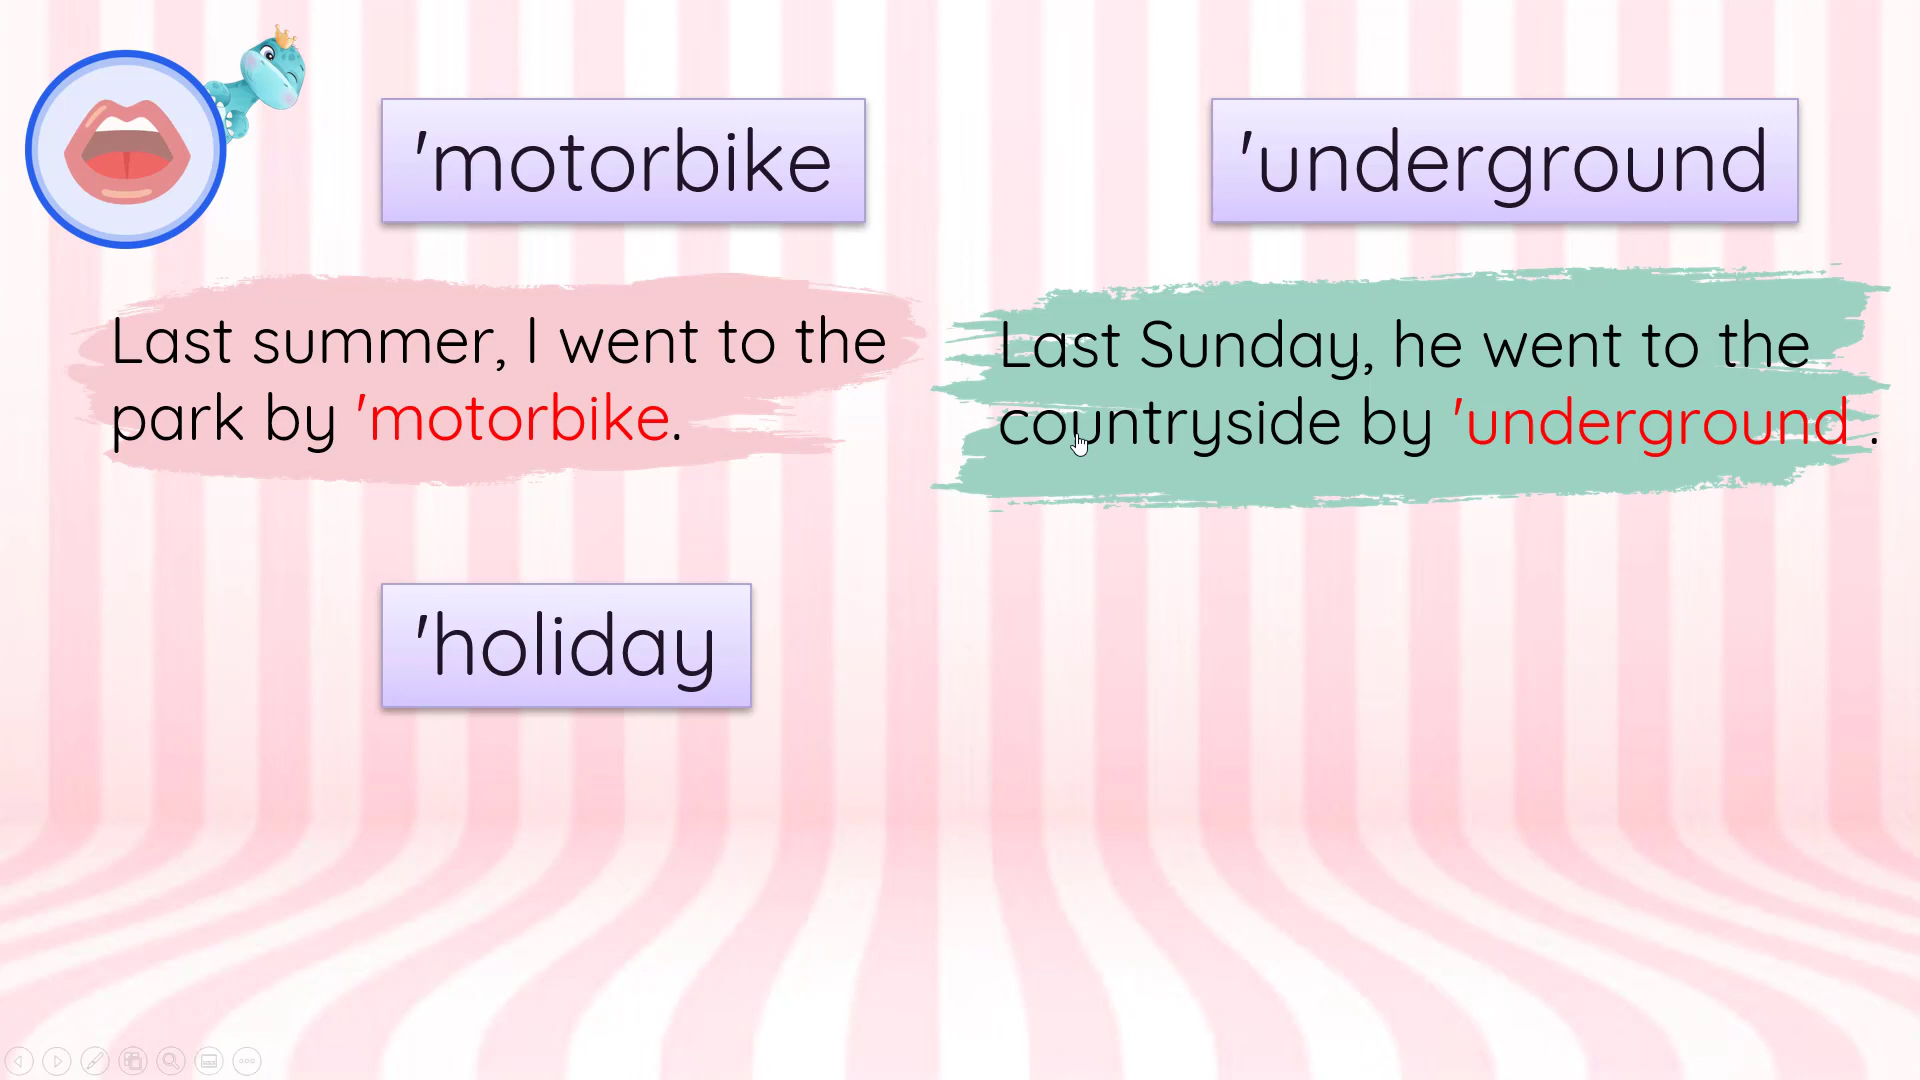 'motorbike
'underground
Last summer, I went to the
park by 'motorbike.
Last Sunday, he went to the
countryside by 'underground .
'holiday